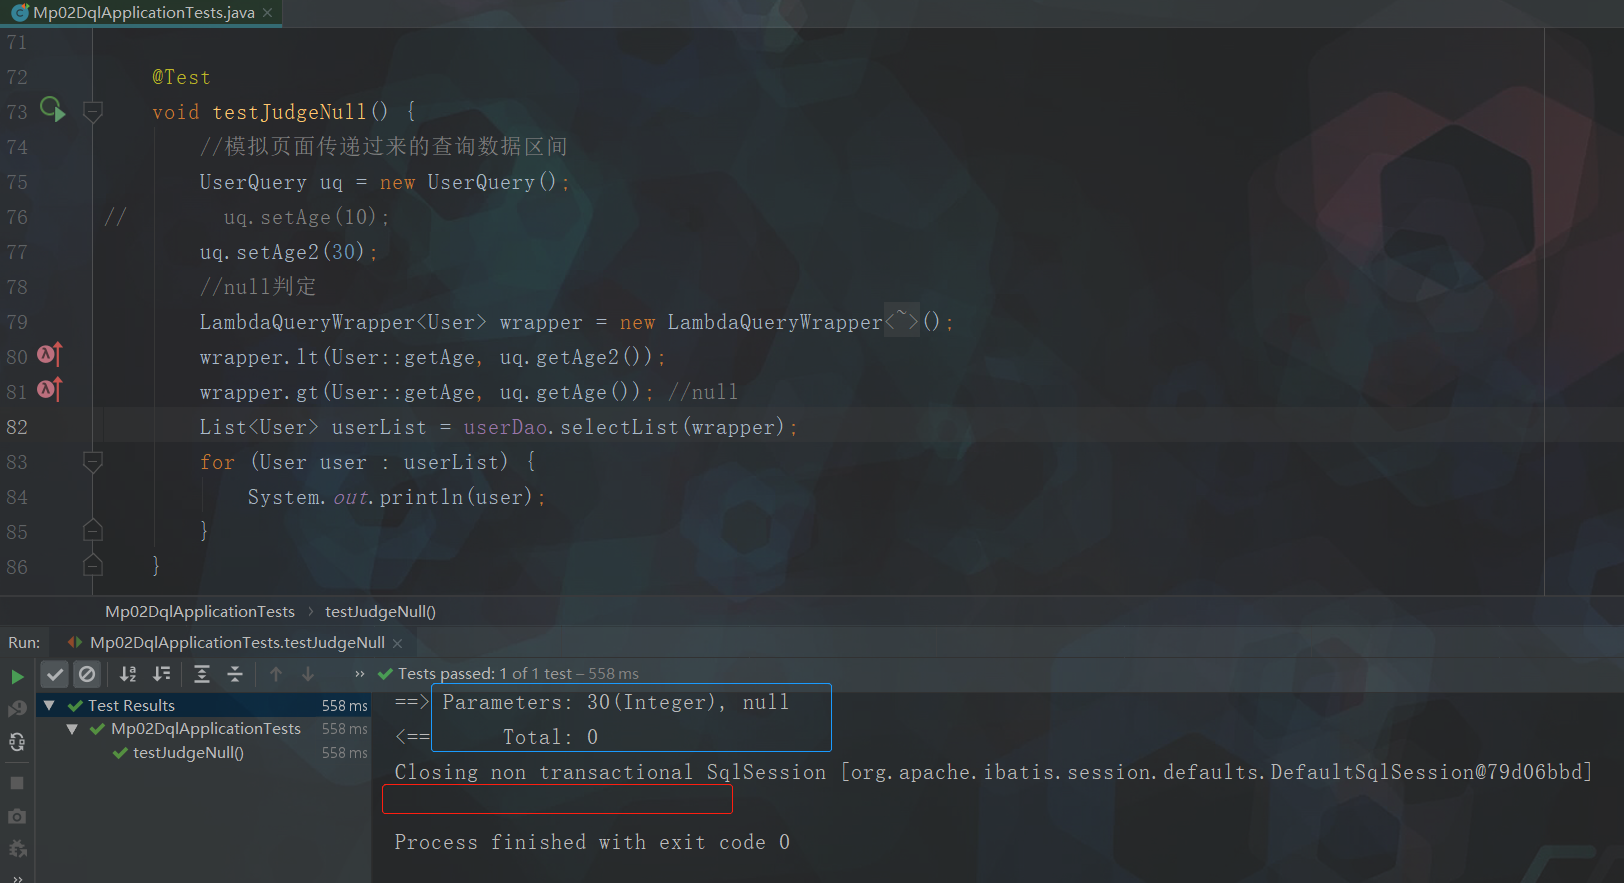 Mp02DqlApplicationTests.java
71
72 @Test
73 void testJudgeNull() {
74 //模拟页面传递过来的查询数据区间
75 UserQuery uq = new UserQuery();
76 // uq.setAge(10);
77 uq.setAge2(30);
78 //null判定
79 LambdaQueryWrapper<User> wrapper = new LambdaQueryWrapper<~>();
80 wrapper.lt(User::getAge, uq.getAge2());
81 wrapper.gt(User::getAge, uq.getAge()); //null
82 List<User> userList = userDao.selectList(wrapper);
83 for (User user : userList) {
84 System.out.println(user);
85 }
86 }
Mp02DqlApplicationTests › testJudgeNull()
Run: Mp02DqlApplicationTests.testJudgeNull
» Tests passed: 1 of 1 test – 558 ms
Test Results 558 ms
Mp02DqlApplicationTests 558 ms
testJudgeNull() 558 ms
==> Parameters: 30(Integer), null
<== Total: 0
Closing non transactional SqlSession [org.apache.ibatis.session.defaults.DefaultSqlSession@79d06bbd]
Process finished with exit code 0
»